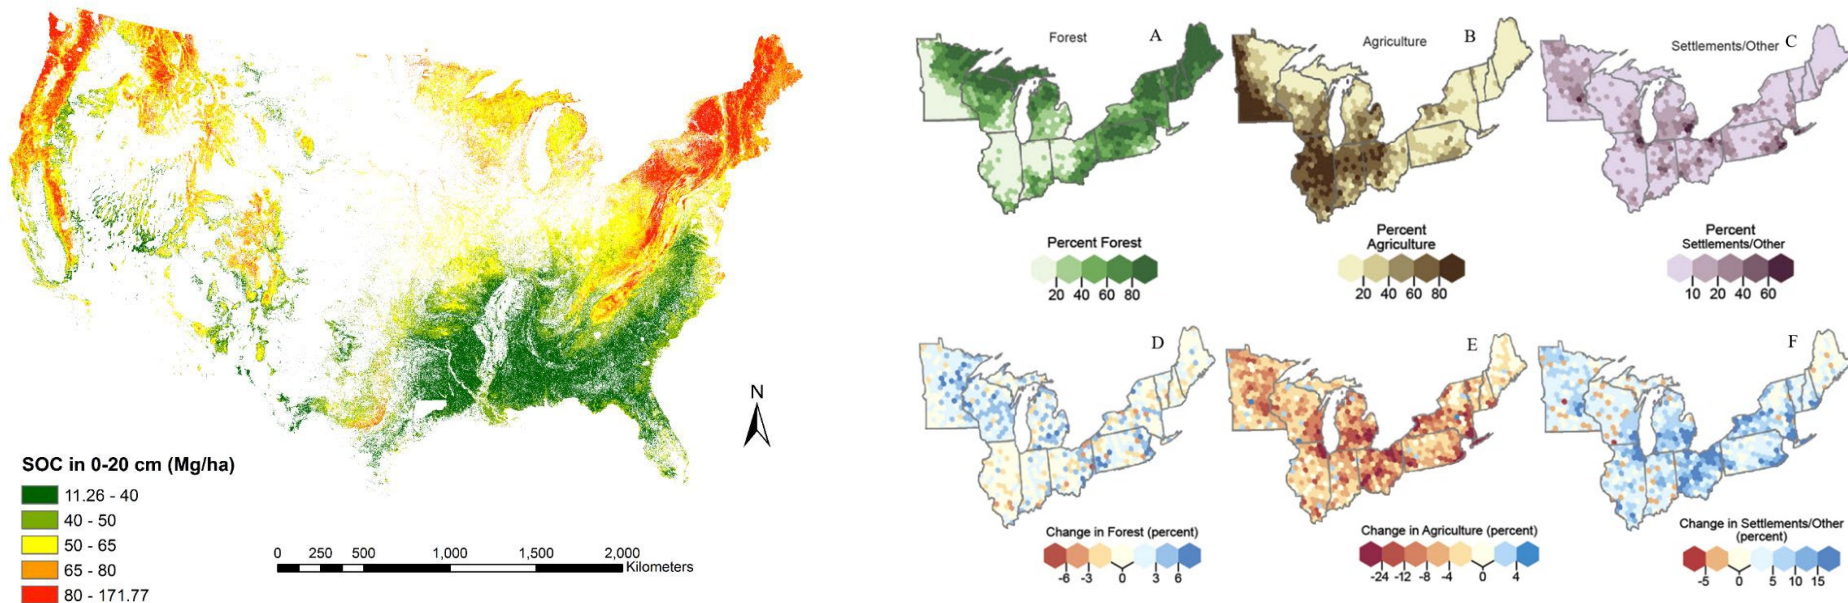 N
SOC in 0-20 cm (Mg/ha)
11.26 - 40
40 - 50
50 - 65
65 - 80
80 - 171.77
0 250 500 1,000 1,500 2,000
Kilometers
Forest A
Agriculture B
Settlements/Other C
Percent Forest
20 40 60 80
Percent
Agriculture
20 40 60 80
Percent
Settlements/Other
10 20 40 60
D
E
F
Change in Forest (percent)
-6 -3 0 3 6
Change in Agriculture (percent)
-24 -12 -8 -4 0 4
Change in Settlements/Other
(percent)
-5 0 5 10 15